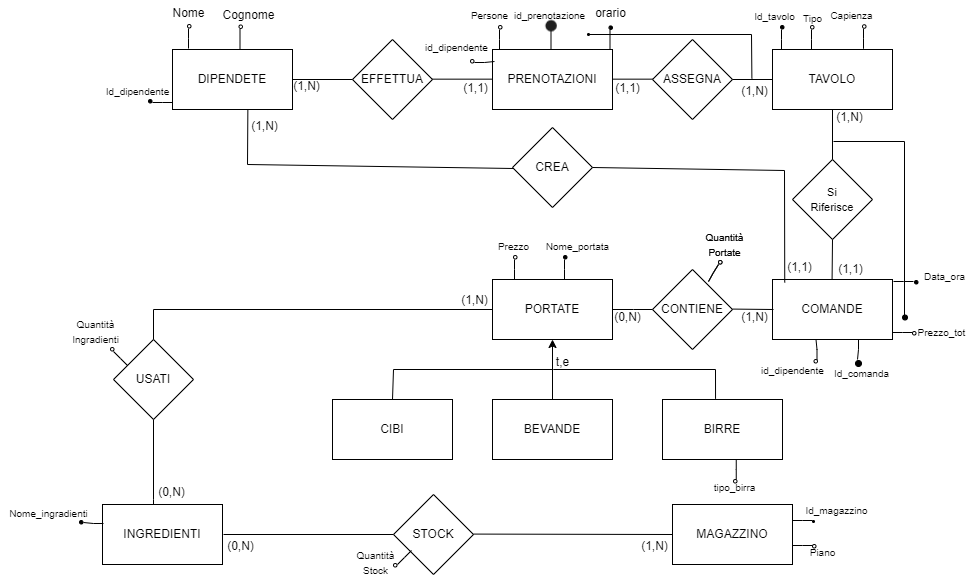 Nome
Cognome
Persone
id_prenotazione
orario
Id_tavolo
Tipo
Capienza
id_dipendente
DIPENDETE
EFFETTUA
PRENOTAZIONI
ASSEGNA
TAVOLO
Id_dipendente
(1,N)
(1,1)
(1,1)
(1,N)
(1,N)
(1,N)
CREA
Si
Riferisce
Quantità
Portate
Prezzo
Nome_portata
(1,1)
(1,1)
Data_ora
(1,N)
PORTATE
(0,N)
CONTIENE
(1,N)
COMANDE
Prezzo_tot
Quantità
Ingradienti
USATI
t,e
id_dipendente
Id_comanda
CIBI
BEVANDE
BIRRE
tipo_birra
(0,N)
Nome_ingradienti
INGREDIENTI
(0,N)
STOCK
Quantità
Stock
(1,N)
MAGAZZINO
Id_magazzino
Piano